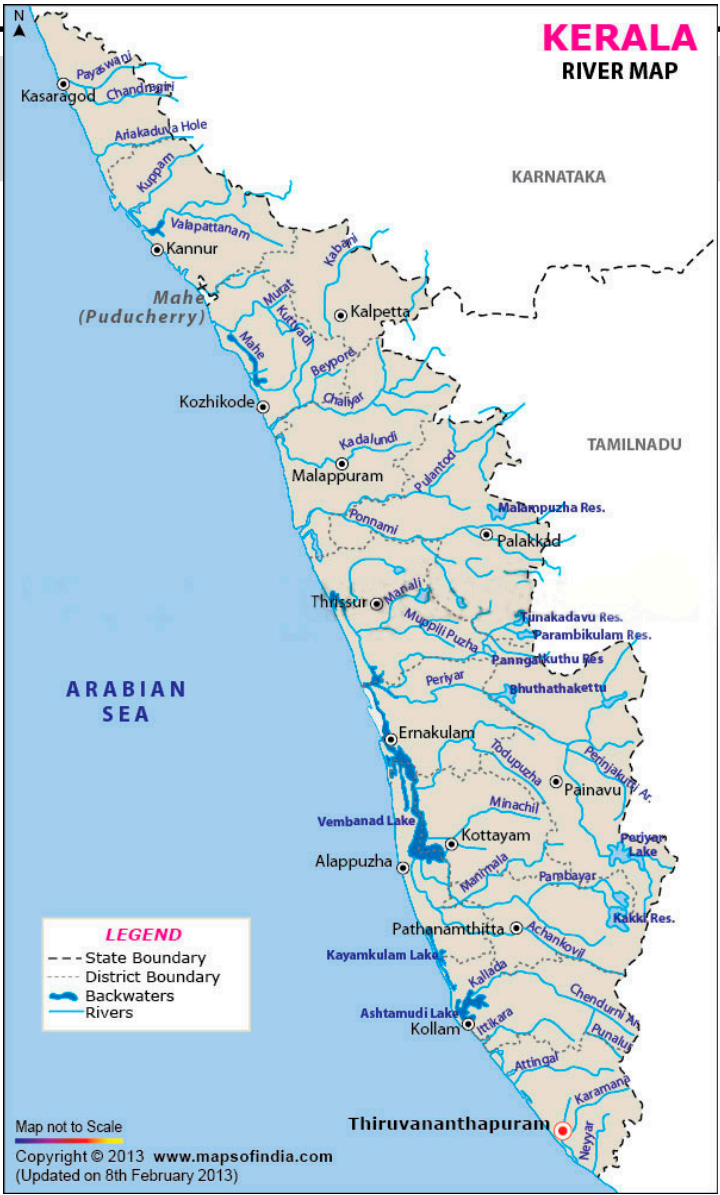 N
KERALA
RIVER MAP
Payaswani
Kasaragod
Chandragiri
Ariakaduva Hole
KARNATAKA
Kuppam
Valapattanam
Kannur
Kabani
Mahe
(Puducherry)
Murat
Kuttyadi
Kalpetta
Mahe
Beypore
Kozhikode
Chaliyar
Kadalundi
TAMILNADU
Malappuram
Pulantod
Malampuzha Res.
Ponnami
Palakkad
Manali
Thrissur
Muppili Puzha
Tunakadavu Res.
Parambikulam Res.
Panngalkuthu Res
Periyar
Bhuthathakettu
ARABIAN
SEA
Ernakulam
Todupuzha
Perinjakutti Ar.
Painavu
Minachil
Vembanad Lake
Kottayam
Periyar
Lake
Alappuzha
Manimala
Pambayar
Kakki Res.
Pathanamthitta
Achankovil
Kayamkulam Lake
Kallada
Chendurni Ar.
Ashtamudi Lake
Kollam
Ittikara
Punalur
Attingal
Karamana
Thiruvananthapuram
Neyyar
LEGEND
State Boundary
District Boundary
Backwaters
Rivers
Map not to Scale
Copyright © 2013 www.mapsofindia.com
(Updated on 8th February 2013)